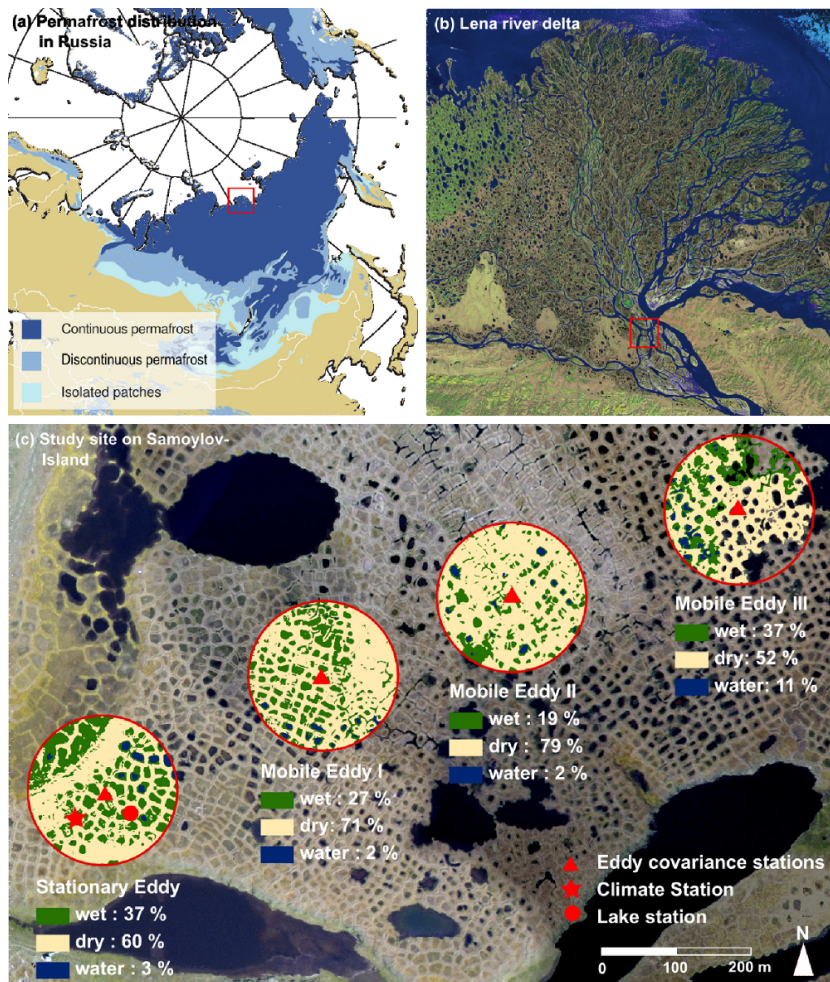 (a) Permafrost distribution
in Russia
Continuous permafrost
Discontinuous permafrost
Isolated patches
(b) Lena river delta
(c) Study site on Samoylov-
Island
Mobile Eddy III
wet : 37 %
dry: 52 %
water: 11 %
Mobile Eddy II
wet : 19 %
dry : 79 %
water : 2 %
Mobile Eddy I
wet : 27 %
dry: 71 %
water : 2 %
Stationary Eddy
wet : 37 %
dry : 60 %
water : 3 %
Eddy covariance stations
Climate Station
Lake station
N
0 100 200 m